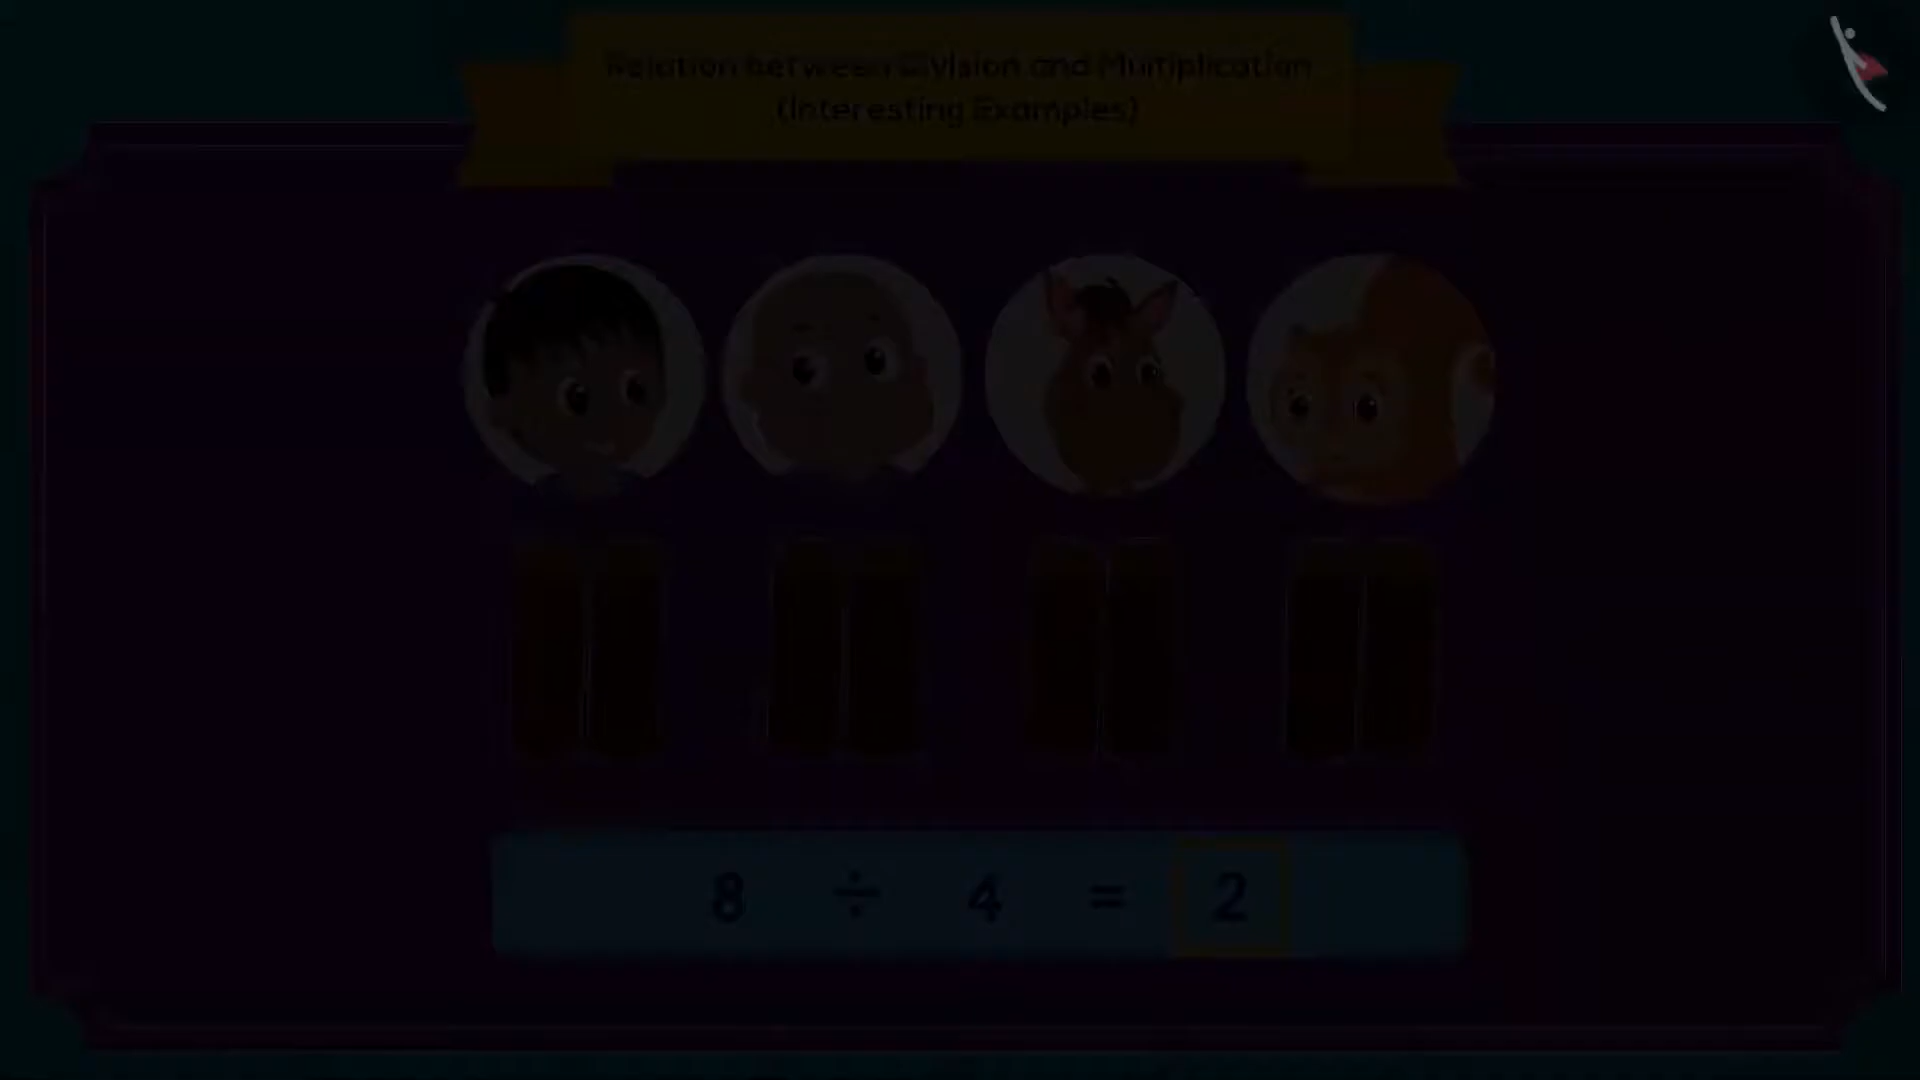 Relation between Division and Multiplication
(Interesting Examples)
8 ÷ 4 = 2